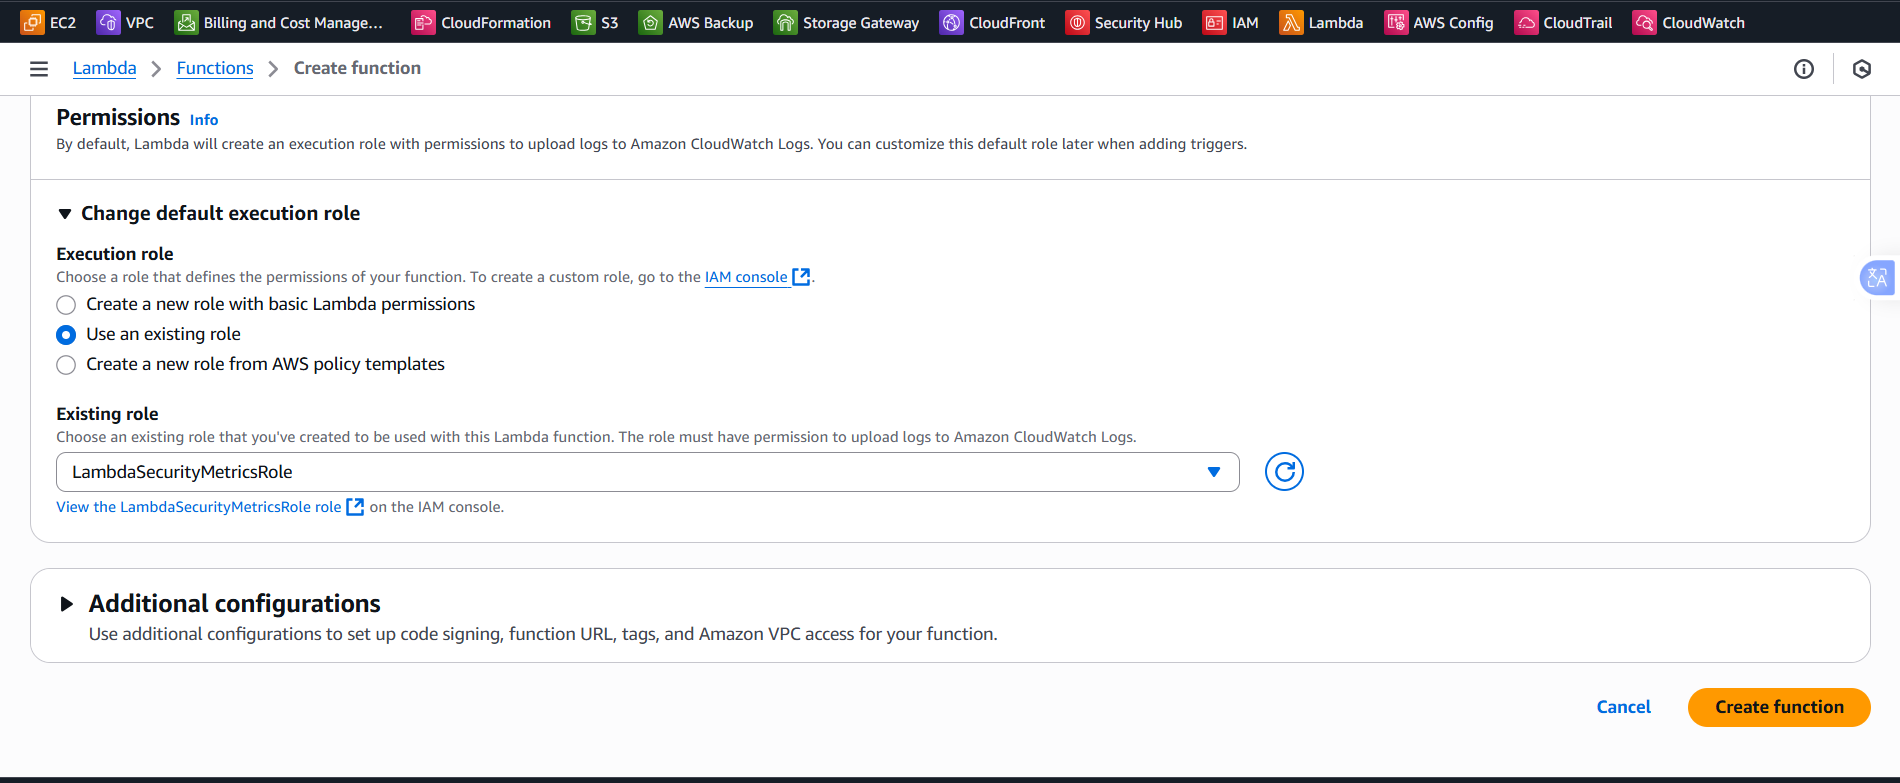 EC2 VPC Billing and Cost Manage... CloudFormation S3 AWS Backup Storage Gateway CloudFront Security Hub IAM Lambda AWS Config CloudTrail CloudWatch
Lambda Functions Create function
Permissions Info
By default, Lambda will create an execution role with permissions to upload logs to Amazon CloudWatch Logs. You can customize this default role later when adding triggers.
Change default execution role
Execution role
Choose a role that defines the permissions of your function. To create a custom role, go to the IAM console.
Create a new role with basic Lambda permissions
Use an existing role
Create a new role from AWS policy templates
Existing role
Choose an existing role that you've created to be used with this Lambda function. The role must have permission to upload logs to Amazon CloudWatch Logs.
LambdaSecurityMetricsRole
View the LambdaSecurityMetricsRole role on the IAM console.
Additional configurations
Use additional configurations to set up code signing, function URL, tags, and Amazon VPC access for your function.
Cancel Create function